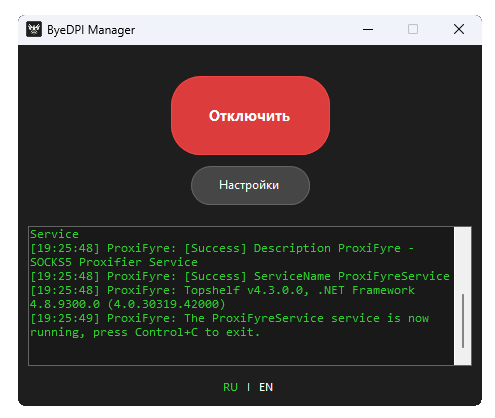 ByeDPI Manager
Отключить
Настройки
Service
[19:25:48] ProxiFyre: [Success] Description ProxiFyre -
SOCKS5 Proxifier Service
[19:25:48] ProxiFyre: [Success] ServiceName ProxiFyreService
[19:25:48] ProxiFyre: Topshelf v4.3.0.0, .NET Framework
4.8.9300.0 (4.0.30319.42000)
[19:25:49] ProxiFyre: The ProxiFyreService service is now
running, press Control+C to exit.
RU | EN